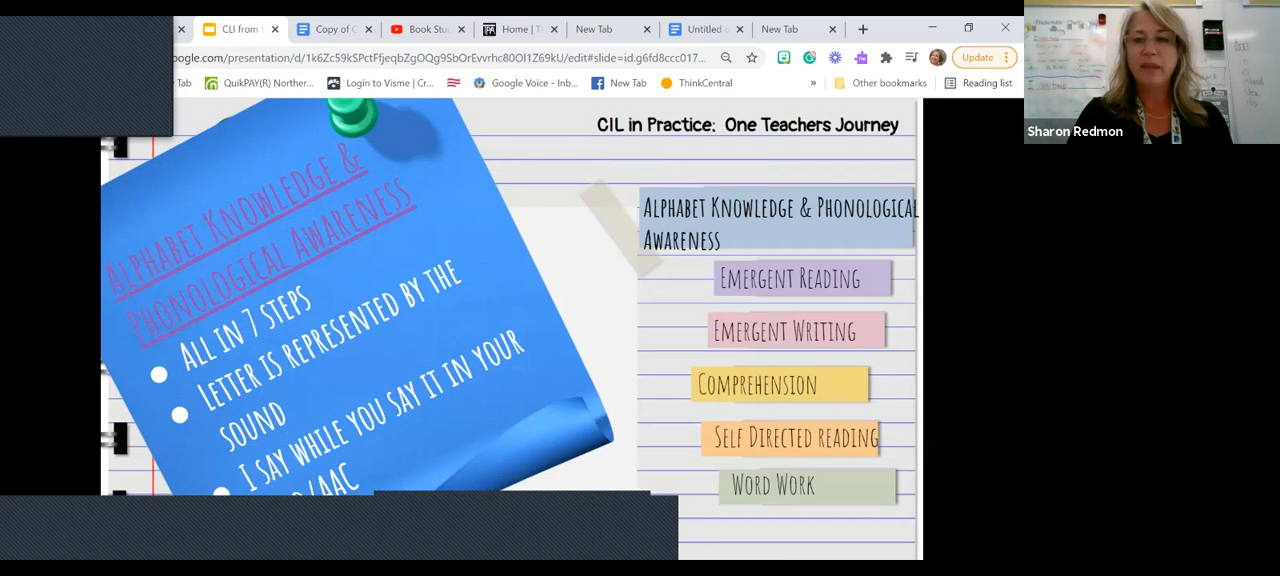 CLI from
Copy of
Book Stu
Home | T
New Tab
Untitled
New Tab
oogle.com/presentation/d/1k6Zc59kSPctFfjeqbZgOQg9SbOrEvvrhc80Ol1Z69kU/edit#slide=id.g6fd8ccc017...
Update
Tab
QuikPAY(R) Northern...
Login to Visme | Cr...
Google Voice - Inb...
New Tab
ThinkCentral
»
Other bookmarks
Reading list
Sharon Redmon
CIL in Practice: One Teachers Journey
Alphabet Knowledge &
Phonological Awareness
All in 7 steps
Letter is represented by the
sound
I say while you say it in your
/AAC
Alphabet Knowledge & Phonological
Awareness
Emergent Reading
Emergent Writing
Comprehension
Self Directed reading
Word Work